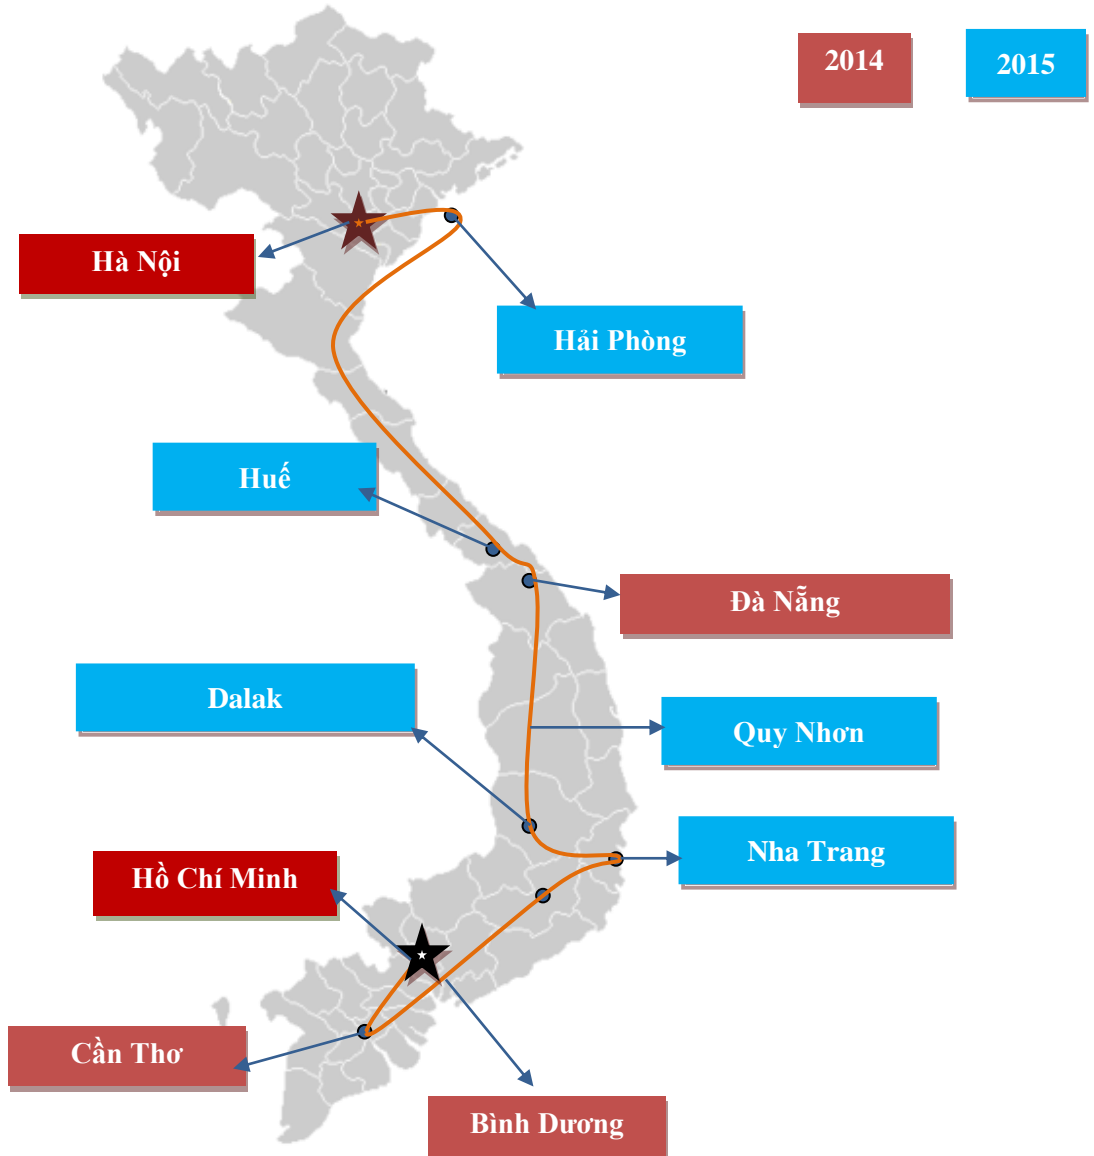 2014
2015
Hà Nội
Hải Phòng
Huế
Đà Nẵng
Dalak
Quy Nhơn
Nha Trang
Hồ Chí Minh
Cần Thơ
Bình Dương